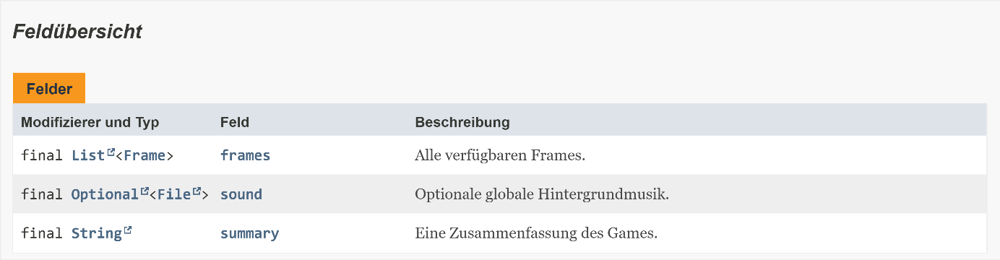 Feldübersicht
Felder
Modifizierer und Typ Feld Beschreibung
final List<Frame> frames Alle verfügbaren Frames.
final Optional<File> sound Optionale globale Hintergrundmusik.
final String summary Eine Zusammenfassung des Games.